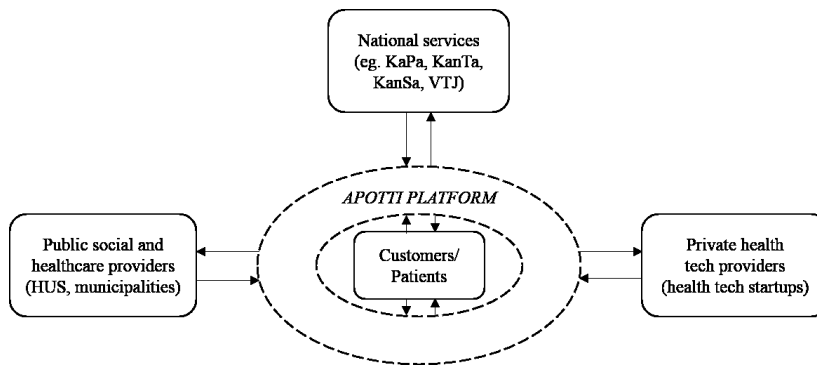 National services
(eg. KaPa, KanTa,
KanSa, VTJ)
APOTTI PLATFORM
Public social and
healthcare providers
(HUS, municipalities)
Customers/
Patients
Private health
tech providers
(health tech startups)